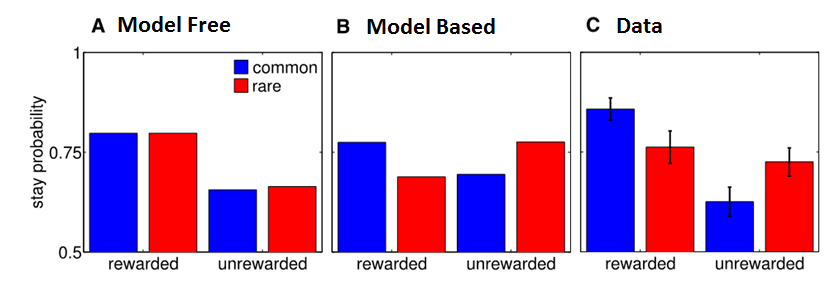 A Model Free
B Model Based
C Data
stay probability
1
0.75
0.5
common
rare
rewarded
unrewarded
rewarded
unrewarded
rewarded
unrewarded